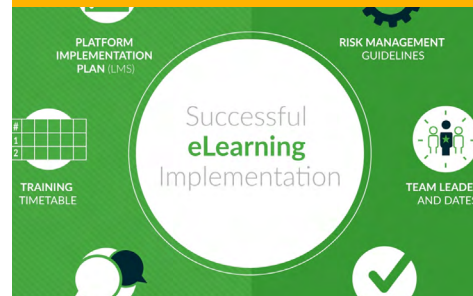 PLATFORM
IMPLEMENTATION
PLAN (LMS)
RISK MANAGEMENT
GUIDELINES
Successful
eLearning
Implementation
#
1
2
TRAINING
TIMETABLE
TEAM LEADE
AND DATES